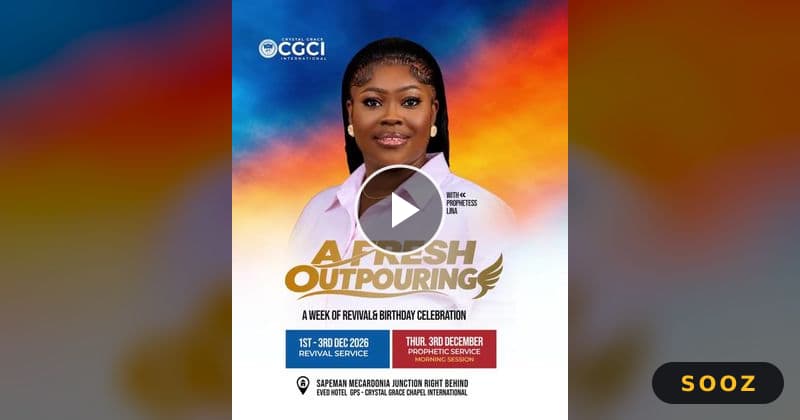 CRYSTAL GRACE
CGCI
INTERNATIONAL
WITH
PROPHETESS
LINA
A FRESH
OUTPOURING
A WEEK OF REVIVAL& BIRTHDAY CELEBRATION
1ST - 3RD DEC 2026
REVIVAL SERVICE
THUR. 3RD DECEMBER
PROPHETIC SERVICE
MORNING SESSION
SAPEMAN MECARDONIA JUNCTION RIGHT BEHIND
EVED HOTEL GPS - CRYSTAL GRACE CHAPEL INTERNATIONAL
SOOZ